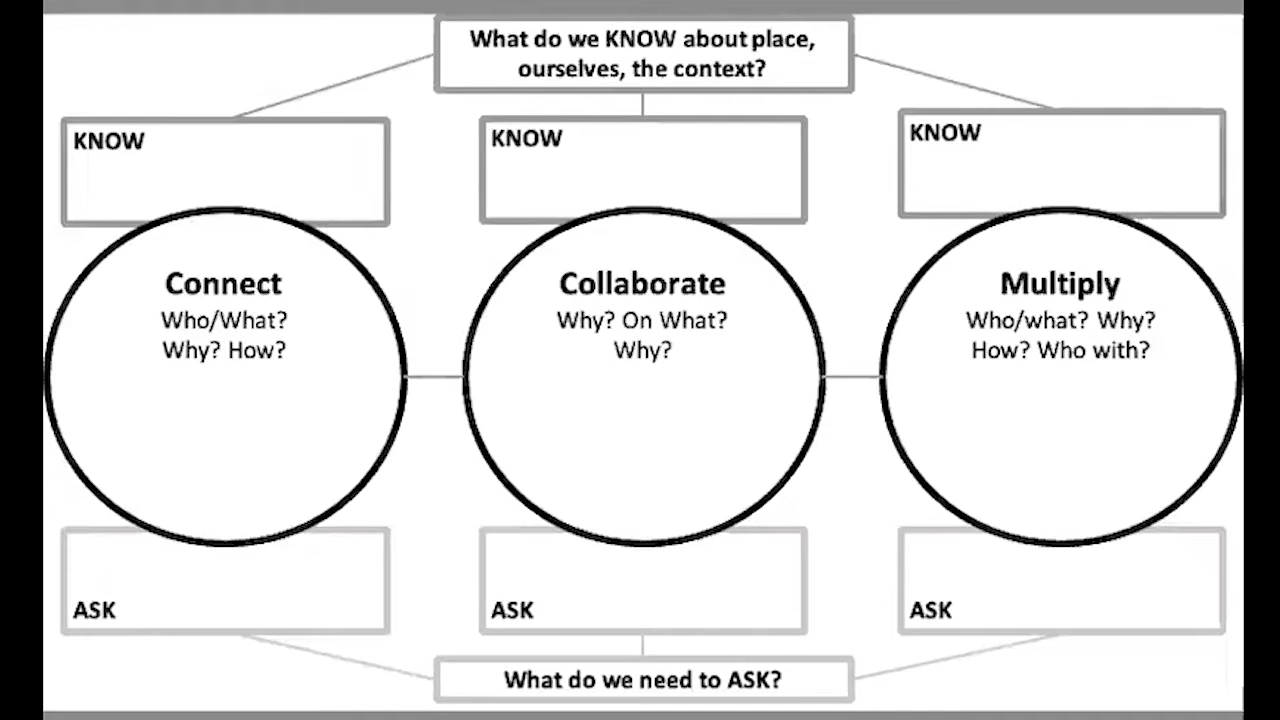 What do we KNOW about place,
ourselves, the context?
KNOW
KNOW
KNOW
Connect
Who/What?
Why? How?
Collaborate
Why? On What?
Why?
Multiply
Who/what? Why?
How? Who with?
ASK
ASK
ASK
What do we need to ASK?